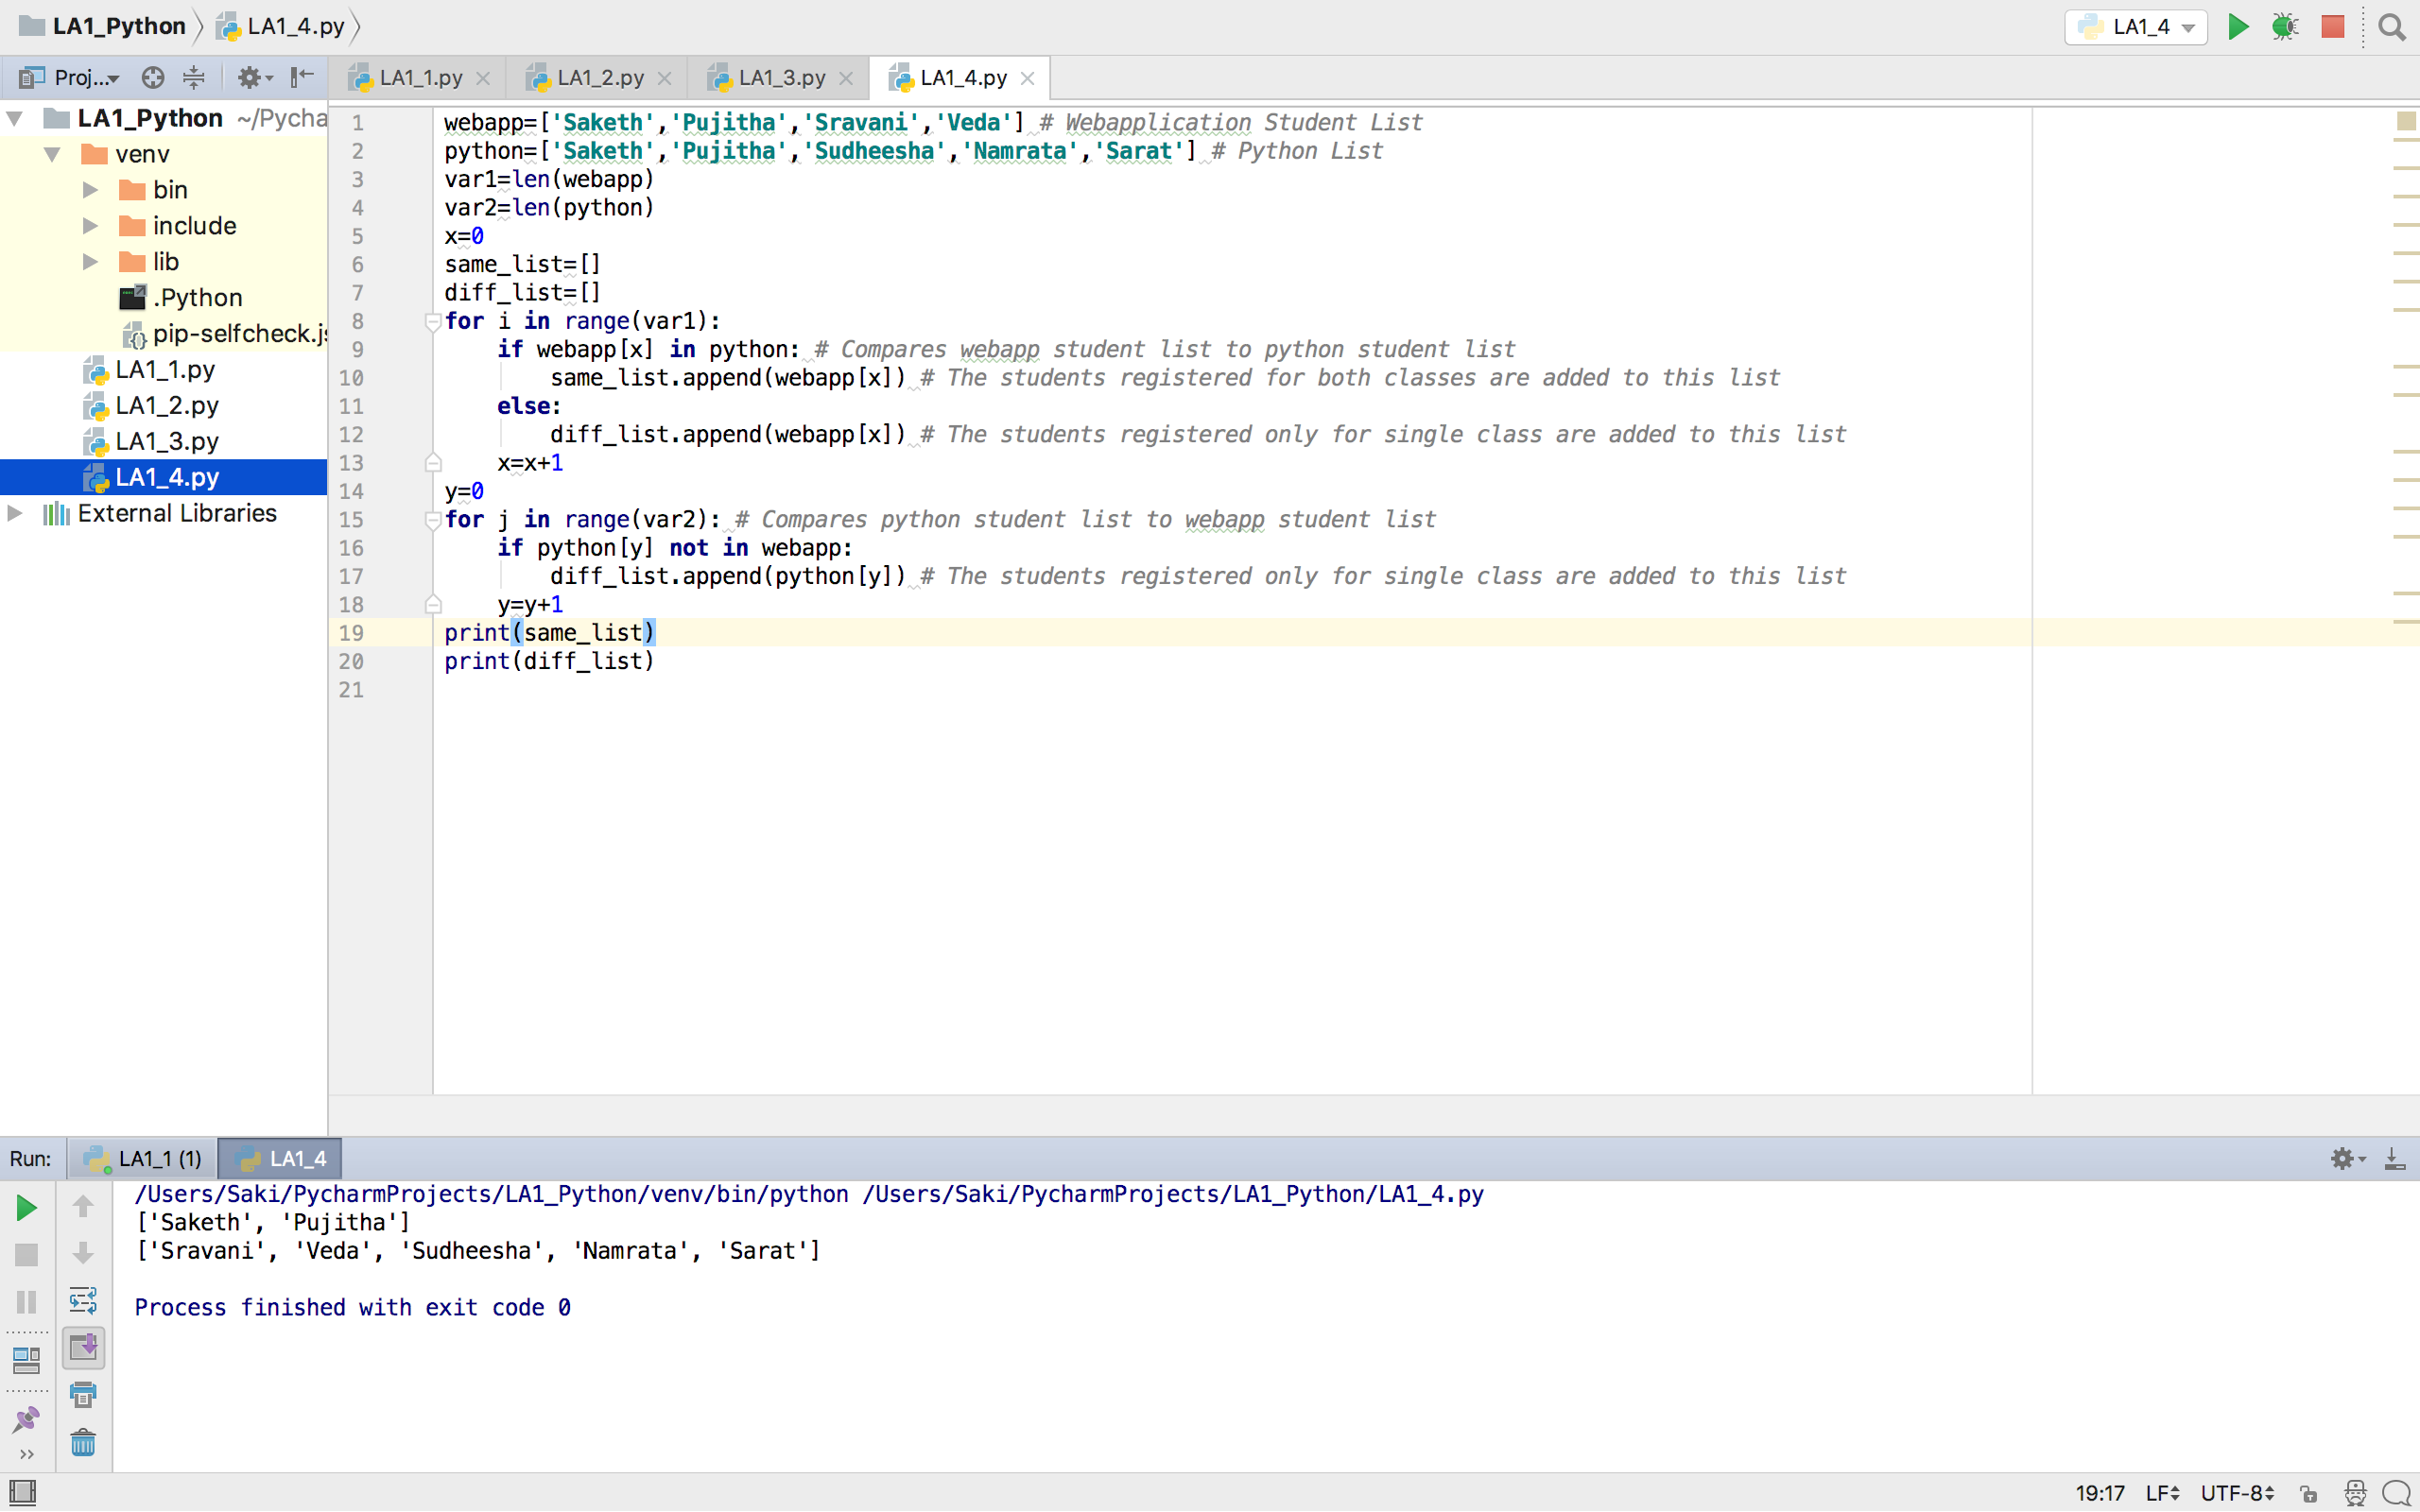 LA1_Python LA1_4.py LA1_4
Proj... LA1_1.py LA1_2.py LA1_3.py LA1_4.py
LA1_Python ~/Pycha
venv
bin
include
lib
.Python
pip-selfcheck.js
LA1_1.py
LA1_2.py
LA1_3.py
LA1_4.py
External Libraries
1 webapp=['Saketh','Pujitha','Sravani','Veda'] # Webapplication Student List
2 python=['Saketh','Pujitha','Sudheesha','Namrata','Sarat'] # Python List
3 var1=len(webapp)
4 var2=len(python)
5 x=0
6 same_list=[]
7 diff_list=[]
8 for i in range(var1):
9     if webapp[x] in python: # Compares webapp student list to python student list
10         same_list.append(webapp[x]) # The students registered for both classes are added to this list
11     else:
12         diff_list.append(webapp[x]) # The students registered only for single class are added to this list
13     x=x+1
14 y=0
15 for j in range(var2): # Compares python student list to webapp student list
16     if python[y] not in webapp:
17         diff_list.append(python[y]) # The students registered only for single class are added to this list
18     y=y+1
19 print(same_list)
20 print(diff_list)
21
Run: LA1_1 (1) LA1_4
/Users/Saki/PycharmProjects/LA1_Python/venv/bin/python /Users/Saki/PycharmProjects/LA1_Python/LA1_4.py
['Saketh', 'Pujitha']
['Sravani', 'Veda', 'Sudheesha', 'Namrata', 'Sarat']
Process finished with exit code 0
19:17 LF UTF-8